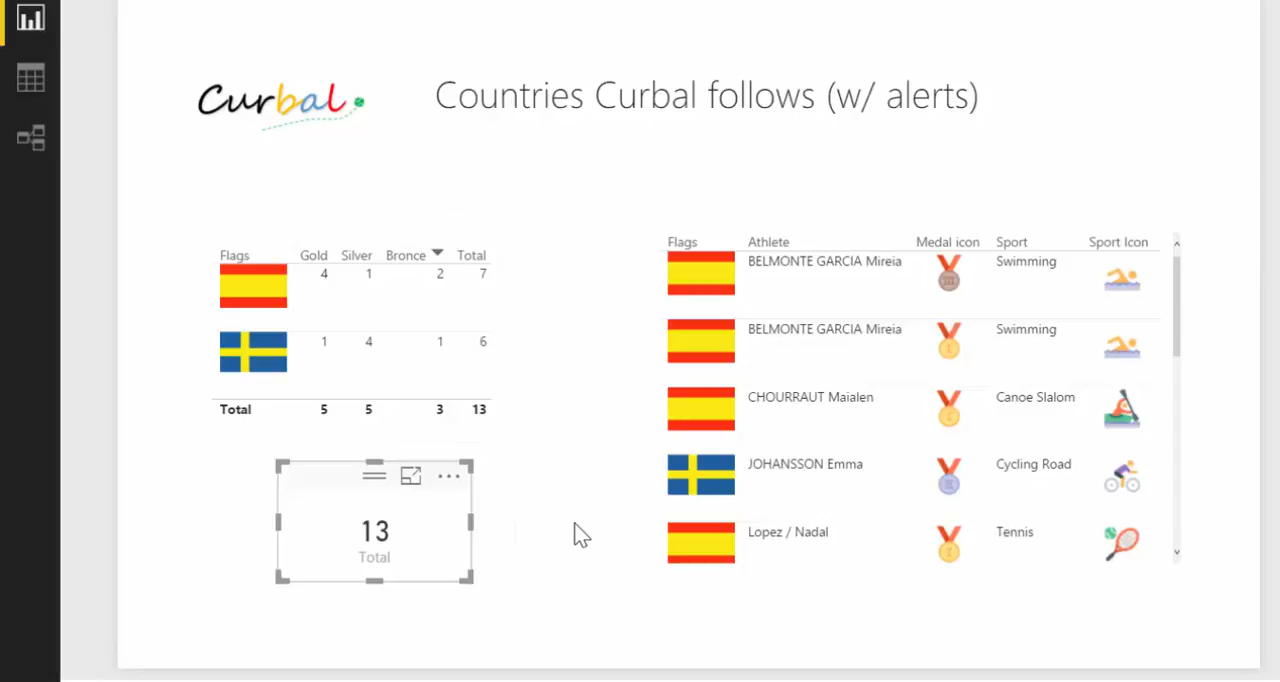 Curbal
Countries Curbal follows (w/ alerts)
Flags Gold Silver Bronce Total
4 1 2 7
1 4 1 6
Total 5 5 3 13
13
Total
Flags Athlete Medal icon Sport Sport Icon
BELMONTE GARCIA Mireia Swimming
BELMONTE GARCIA Mireia Swimming
CHOURRAUT Maialen Canoe Slalom
JOHANSSON Emma Cycling Road
Lopez / Nadal Tennis